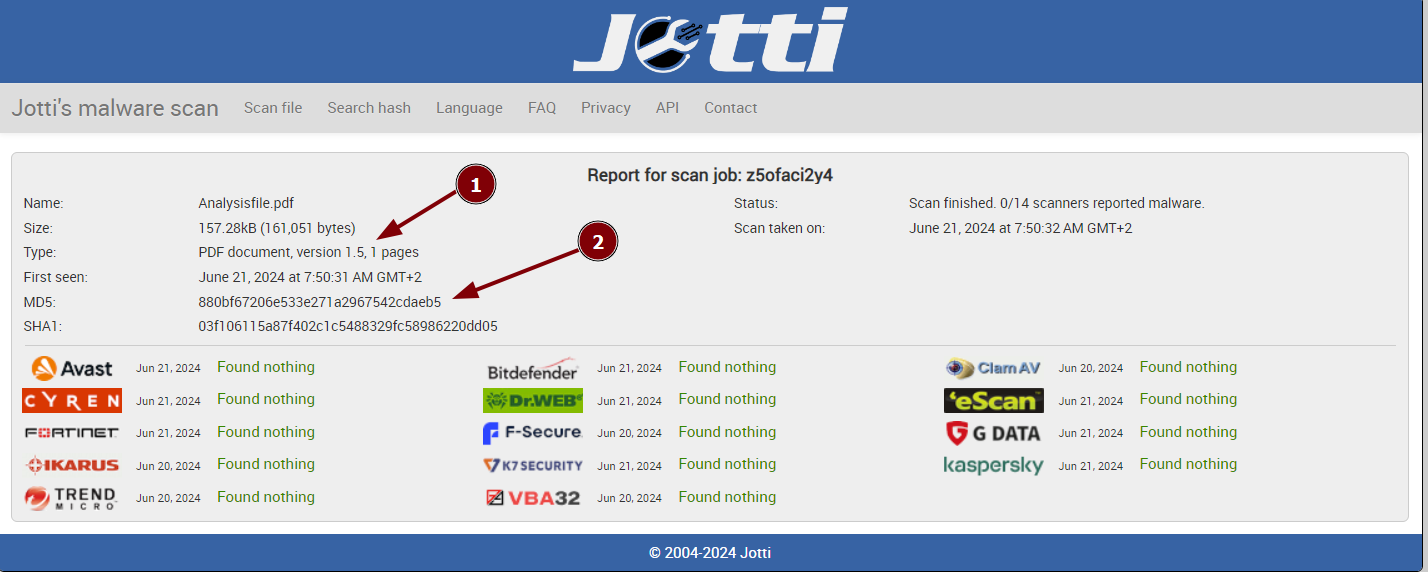 Jotti
Jotti's malware scan Scan file Search hash Language FAQ Privacy API Contact
Report for scan job: z5ofaci2y4
1
Name: Analysisfile.pdf Status: Scan finished. 0/14 scanners reported malware.
Size: 157.28kB (161,051 bytes) Scan taken on: June 21, 2024 at 7:50:32 AM GMT+2
2
Type: PDF document, version 1.5, 1 pages
First seen: June 21, 2024 at 7:50:31 AM GMT+2
MD5: 880bf67206e533e271a2967542cdaeb5
SHA1: 03f106115a87f402c1c5488329fc58986220dd05
Avast Jun 21, 2024 Found nothing Bitdefender Jun 21, 2024 Found nothing ClamAV Jun 20, 2024 Found nothing
CYREN Jun 21, 2024 Found nothing Dr.WEB® Jun 21, 2024 Found nothing eScan Jun 21, 2024 Found nothing
FORTINET Jun 21, 2024 Found nothing F-Secure Jun 20, 2024 Found nothing G DATA Jun 21, 2024 Found nothing
IKARUS Jun 20, 2024 Found nothing K7 SECURITY Jun 21, 2024 Found nothing kaspersky Jun 21, 2024 Found nothing
TREND MICRO Jun 20, 2024 Found nothing VBA32 Jun 20, 2024 Found nothing
© 2004-2024 Jotti